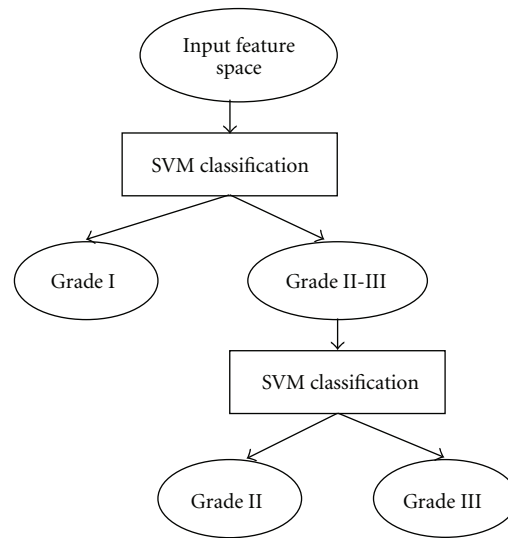 Input feature
space
SVM classification
Grade I
Grade II-III
SVM classification
Grade II
Grade III